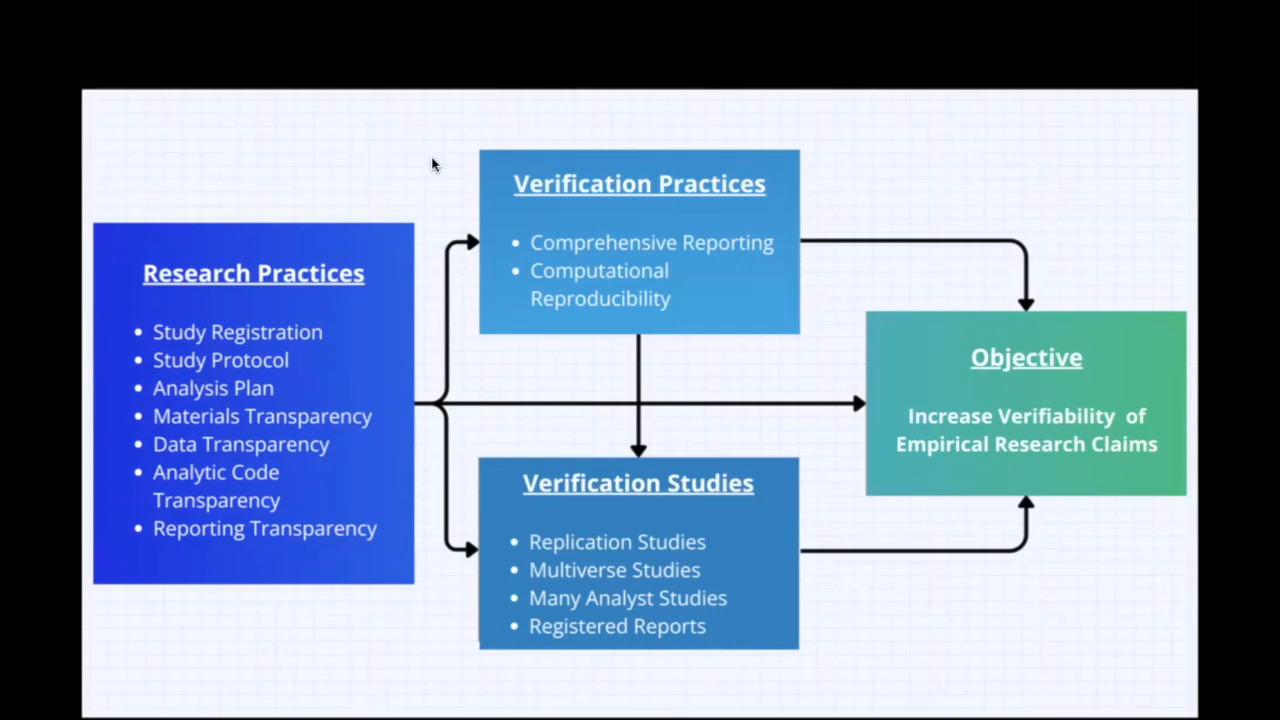 Research Practices
Study Registration
Study Protocol
Analysis Plan
Materials Transparency
Data Transparency
Analytic Code
Transparency
Reporting Transparency
Verification Practices
Comprehensive Reporting
Computational
Reproducibility
Verification Studies
Replication Studies
Multiverse Studies
Many Analyst Studies
Registered Reports
Objective
Increase Verifiability of
Empirical Research Claims